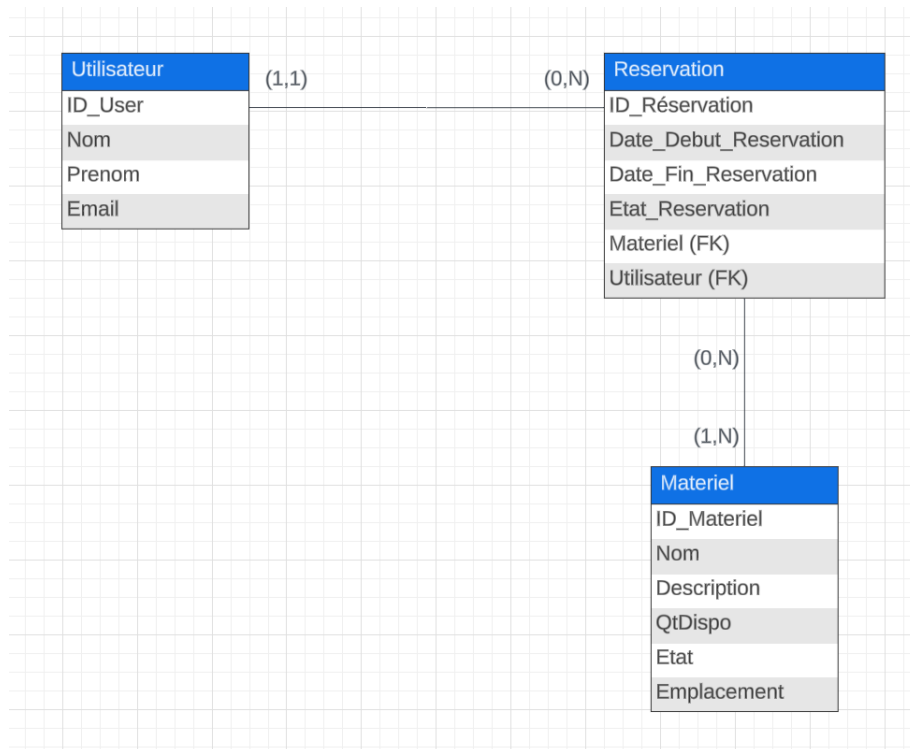 Utilisateur
ID_User
Nom
Prenom
Email
(1,1)
(0,N)
Reservation
ID_Réservation
Date_Debut_Reservation
Date_Fin_Reservation
Etat_Reservation
Materiel (FK)
Utilisateur (FK)
(0,N)
(1,N)
Materiel
ID_Materiel
Nom
Description
QtDispo
Etat
Emplacement